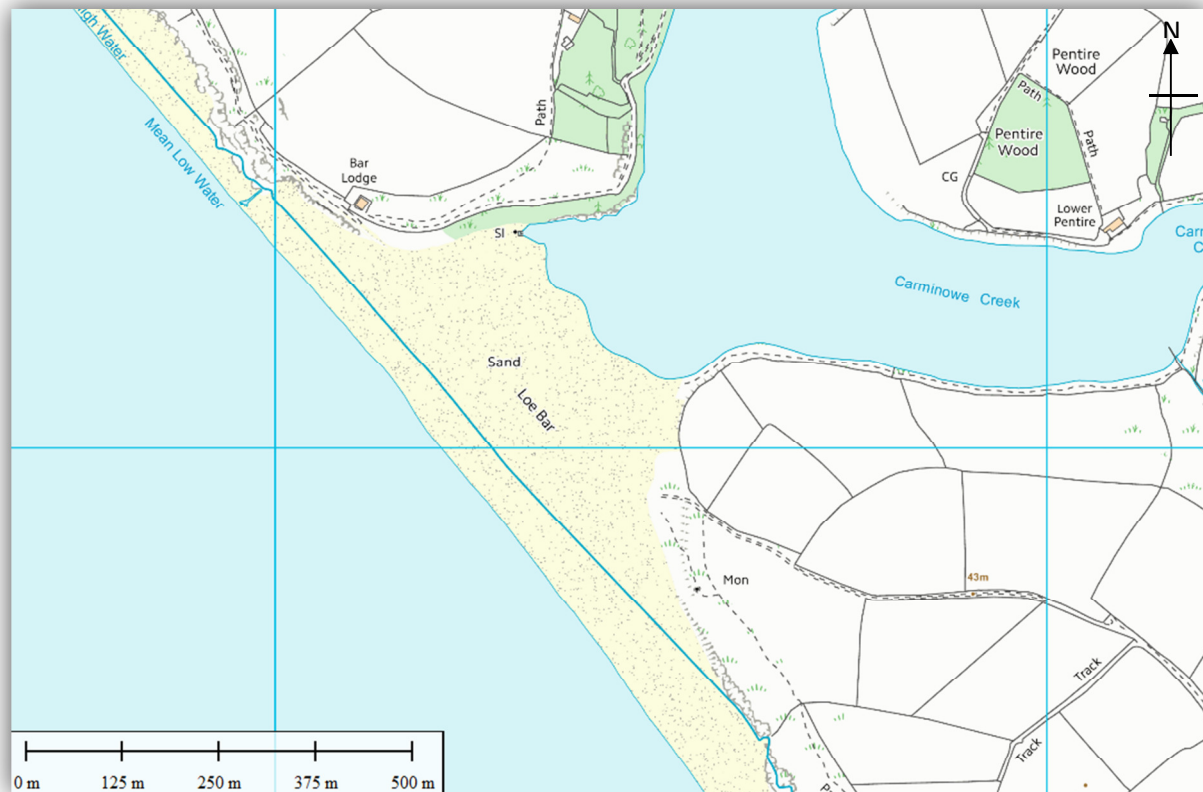 High Water
N
Pentire
Wood
Path
Path
Mean Low Water
Pentire
Wood
Path
Bar
Lodge
CG
Lower
Pentire
Sl
Carminowe Creek
Sand
Loe Bar
43m
Mon
Track
Track
0 m 125 m 250 m 375 m 500 m